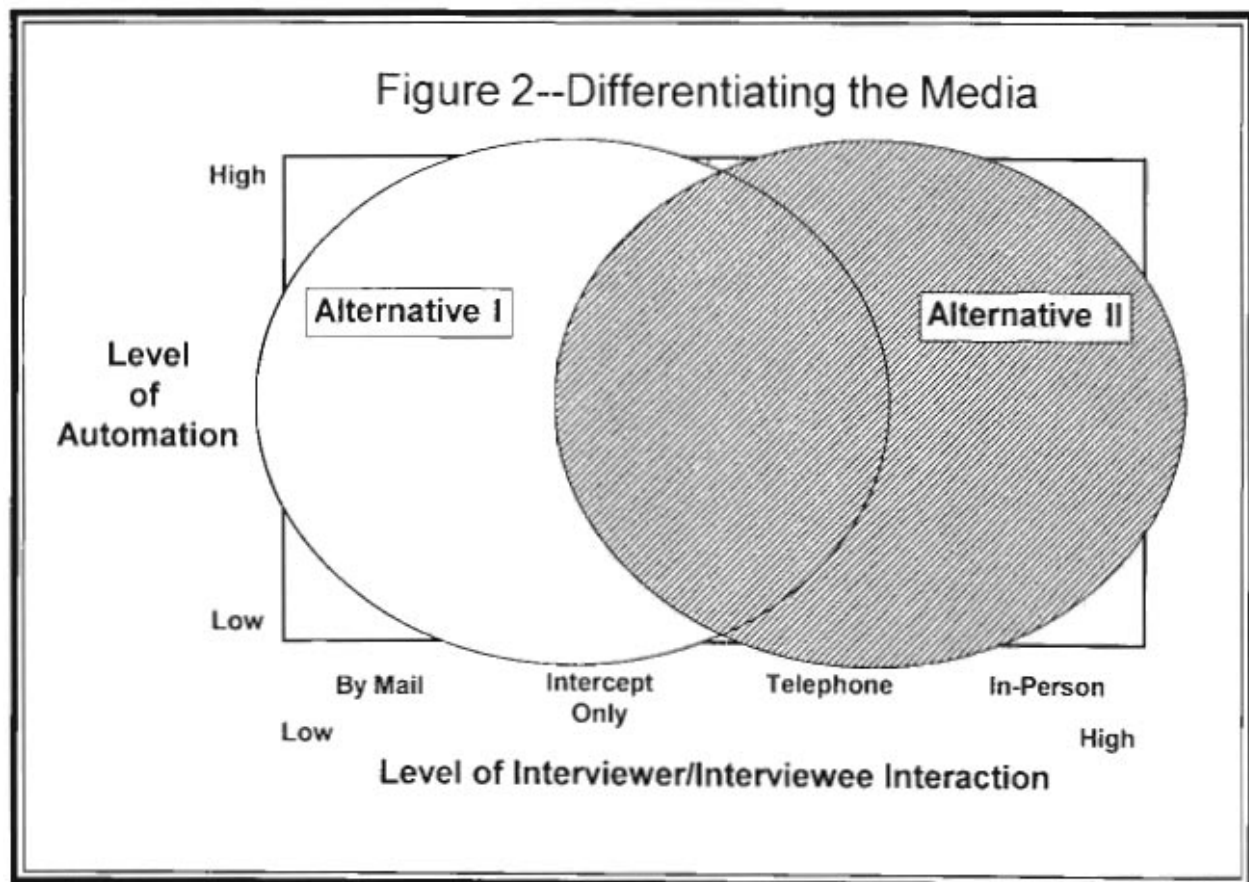 Figure 2--Differentiating the Media
High
Alternative I
Alternative II
Level
of
Automation
Low
By Mail
Intercept
Only
Telephone
In-Person
Low
High
Level of Interviewer/Interviewee Interaction